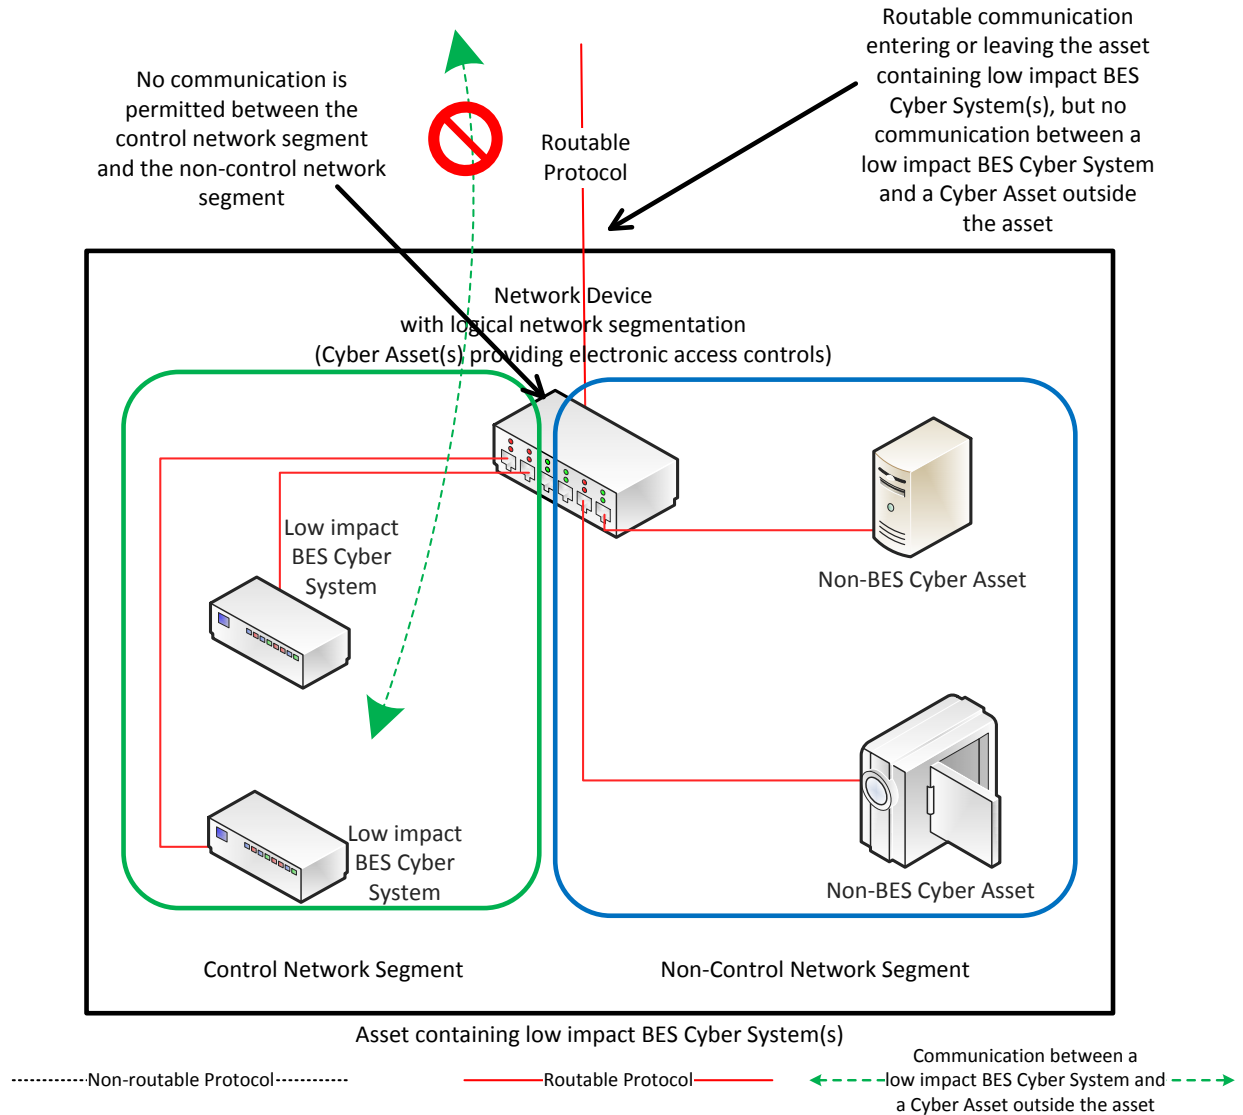 No communication is
permitted between the
control network segment
and the non-control network
segment
Routable
Protocol
Routable communication
entering or leaving the asset
containing low impact BES
Cyber System(s), but no
communication between a
low impact BES Cyber System
and a Cyber Asset outside
the asset
Network Device
with logical network segmentation
(Cyber Asset(s) providing electronic access controls)
Low impact
BES Cyber
System
Low impact
BES Cyber
System
Non-BES Cyber Asset
Non-BES Cyber Asset
Control Network Segment
Non-Control Network Segment
Asset containing low impact BES Cyber System(s)
Non-routable Protocol
Routable Protocol
Communication between a
low impact BES Cyber System and
a Cyber Asset outside the asset